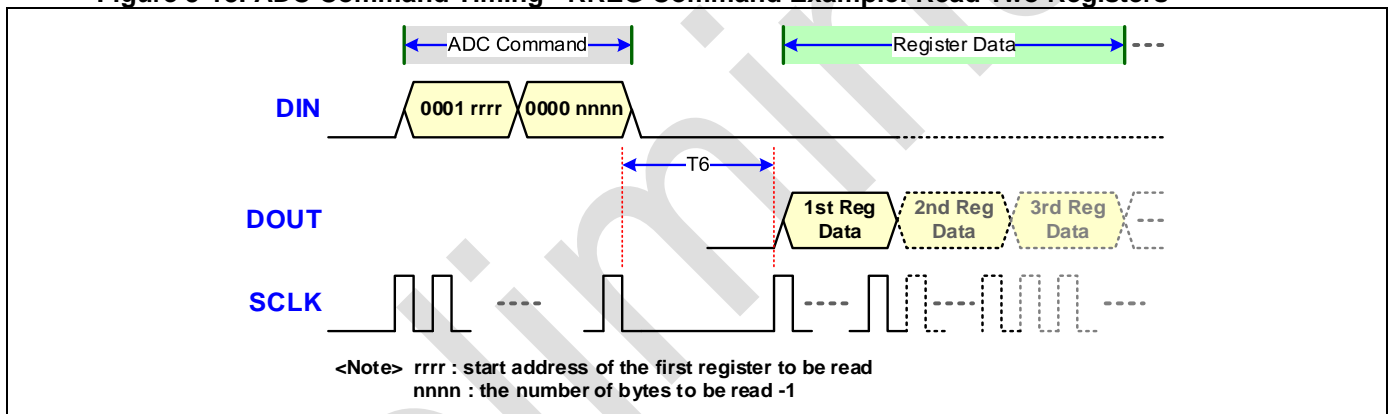 Figure 3-13. ADC Command Timing - RREG Command Example: Read Two Registers
ADC Command
Register Data
DIN
0001 rrrr
0000 nnnn
T6
DOUT
1st Reg
Data
2nd Reg
Data
3rd Reg
Data
SCLK
<Note> rrrr : start address of the first register to be read
nnnn : the number of bytes to be read -1